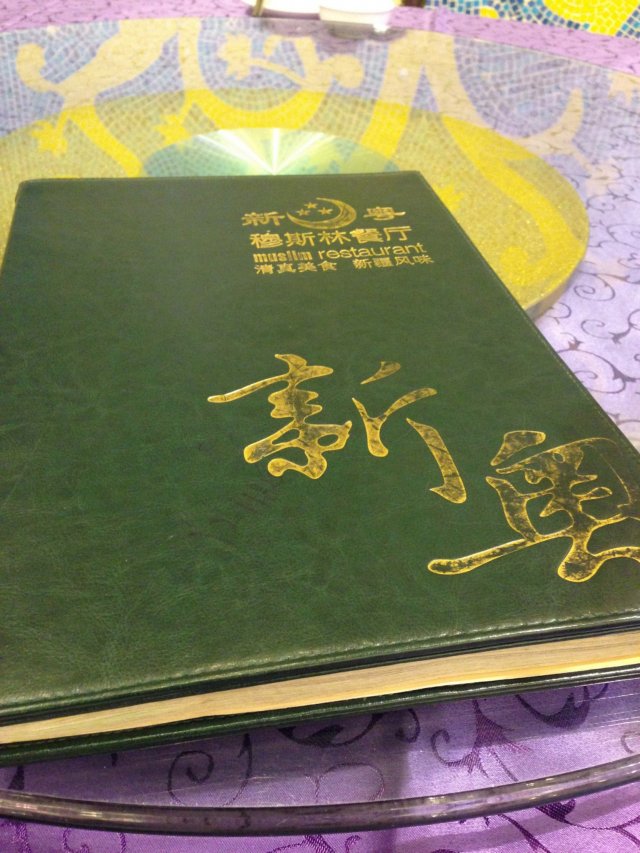 新粤
穆斯林餐厅
muslim restaurant
清真美食 新疆风味
新粤